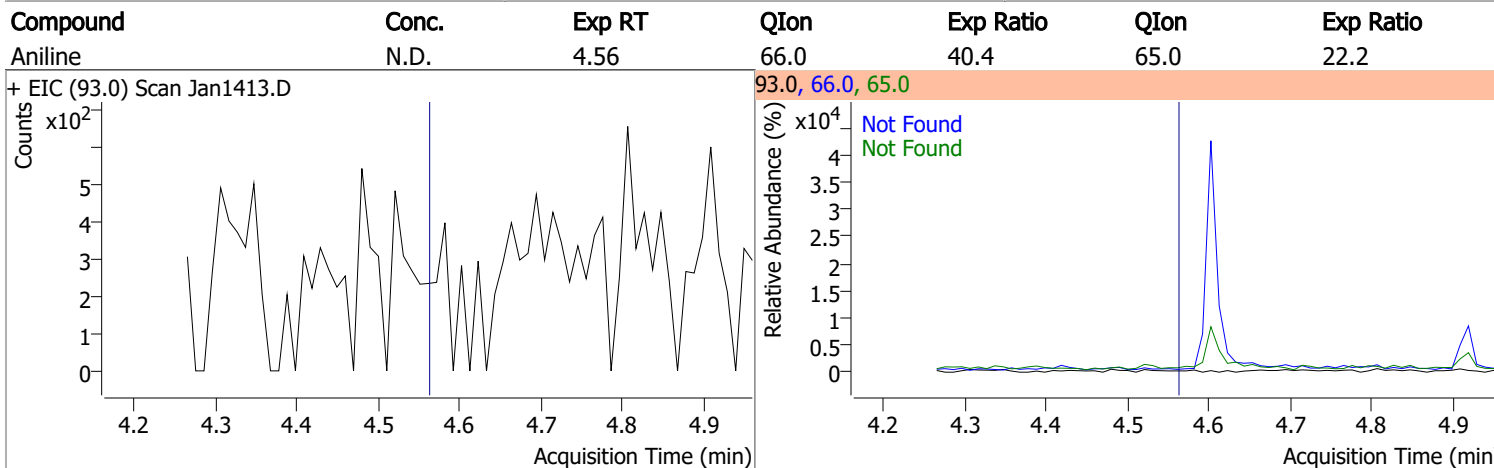 Compound Conc. Exp RT QIon Exp Ratio QIon Exp Ratio
Aniline N.D. 4.56 66.0 40.4 65.0 22.2
+ EIC (93.0) Scan Jan1413.D
Counts
x10²
5
4
3
2
1
0
4.2 4.3 4.4 4.5 4.6 4.7 4.8 4.9
Acquisition Time (min)
93.0, 66.0, 65.0
Relative Abundance (%)
x10⁴
Not Found
Not Found
4
3.5
3
2.5
2
1.5
1
0.5
0
4.2 4.3 4.4 4.5 4.6 4.7 4.8 4.9
Acquisition Time (min